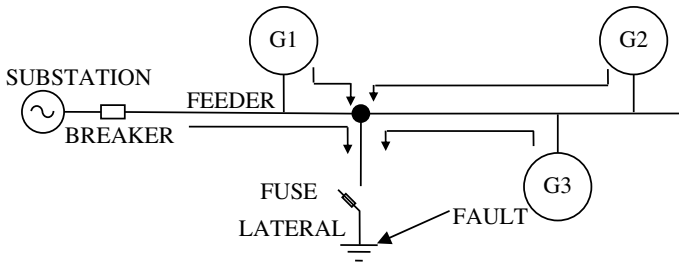 G1
G2
SUBSTATION
FEEDER
BREAKER
FUSE
G3
LATERAL
FAULT